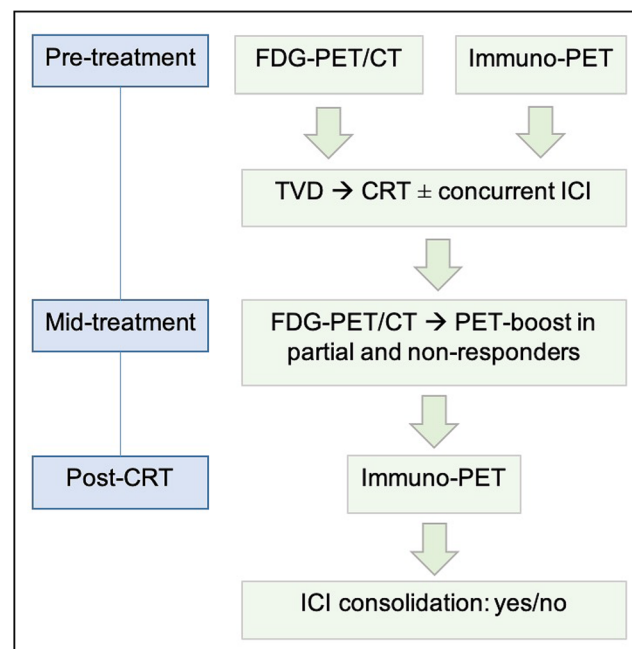 Pre-treatment
FDG-PET/CT
Immuno-PET
TVD → CRT ± concurrent ICI
Mid-treatment
FDG-PET/CT → PET-boost in
partial and non-responders
Post-CRT
Immuno-PET
ICI consolidation: yes/no